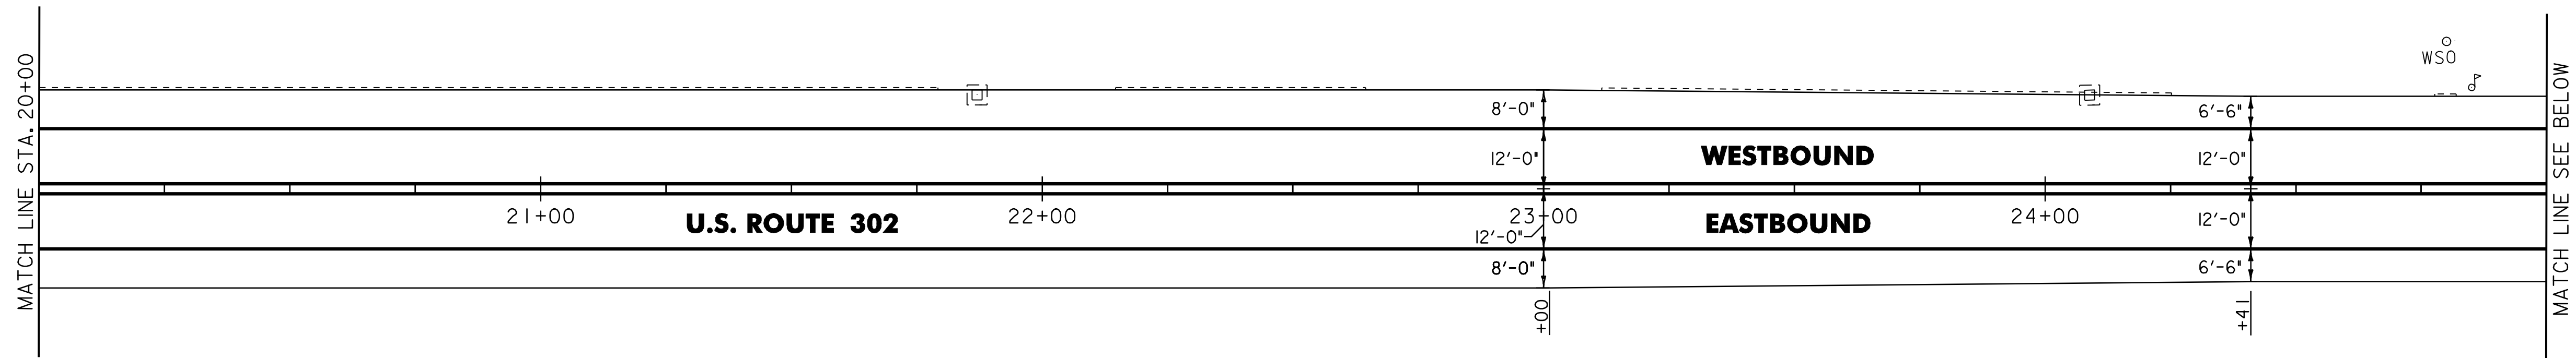 MATCH LINE STA. 20+00
WSO
MATCH LINE SEE BELOW
8'-0"
6'-6"
12'-0"
WESTBOUND
12'-0"
21+00
U.S. ROUTE 302
22+00
23+00
EASTBOUND
24+00
12'-0"
12'-0"
8'-0"
6'-6"
+00
+41